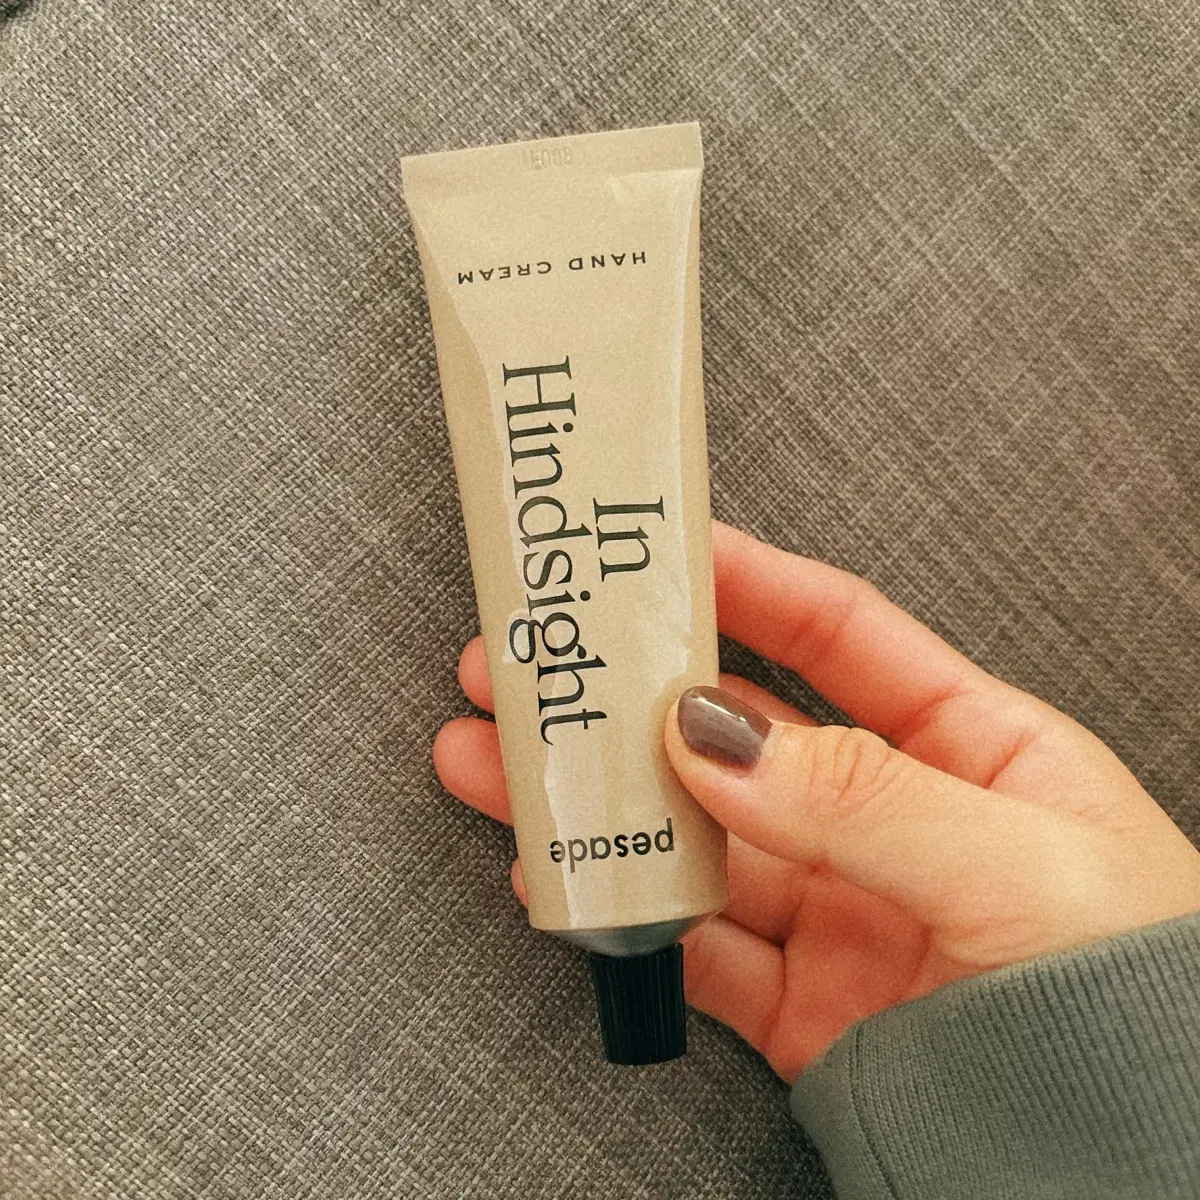 pesade
In
Hindsight
HAND CREAM